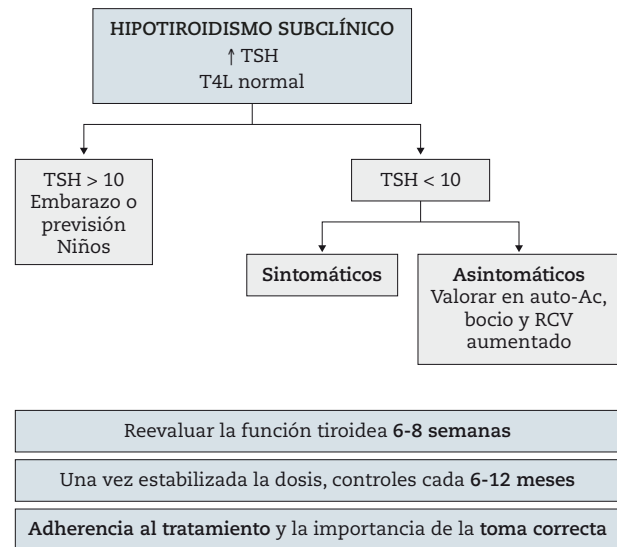 HIPOTIROIDISMO SUBCLÍNICO
↑ TSH
T4L normal
TSH > 10
Embarazo o
previsión
Niños
TSH < 10
Sintomáticos
Asintomáticos
Valorar en auto-Ac,
bocio y RCV
aumentado
Reevaluar la función tiroidea 6-8 semanas
Una vez estabilizada la dosis, controles cada 6-12 meses
Adherencia al tratamiento y la importancia de la toma correcta